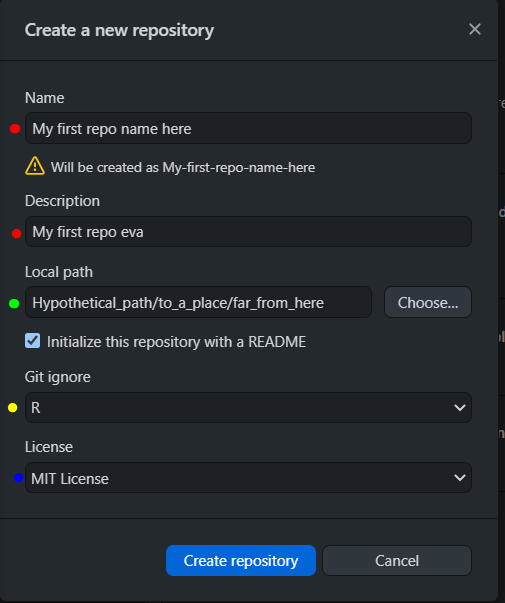 Create a new repository
Name
My first repo name here
Will be created as My-first-repo-name-here
Description
My first repo eva
Local path
Hypothetical_path/to_a_place/far_from_here
Choose...
Initialize this repository with a README
Git ignore
R
License
MIT License
Create repository
Cancel